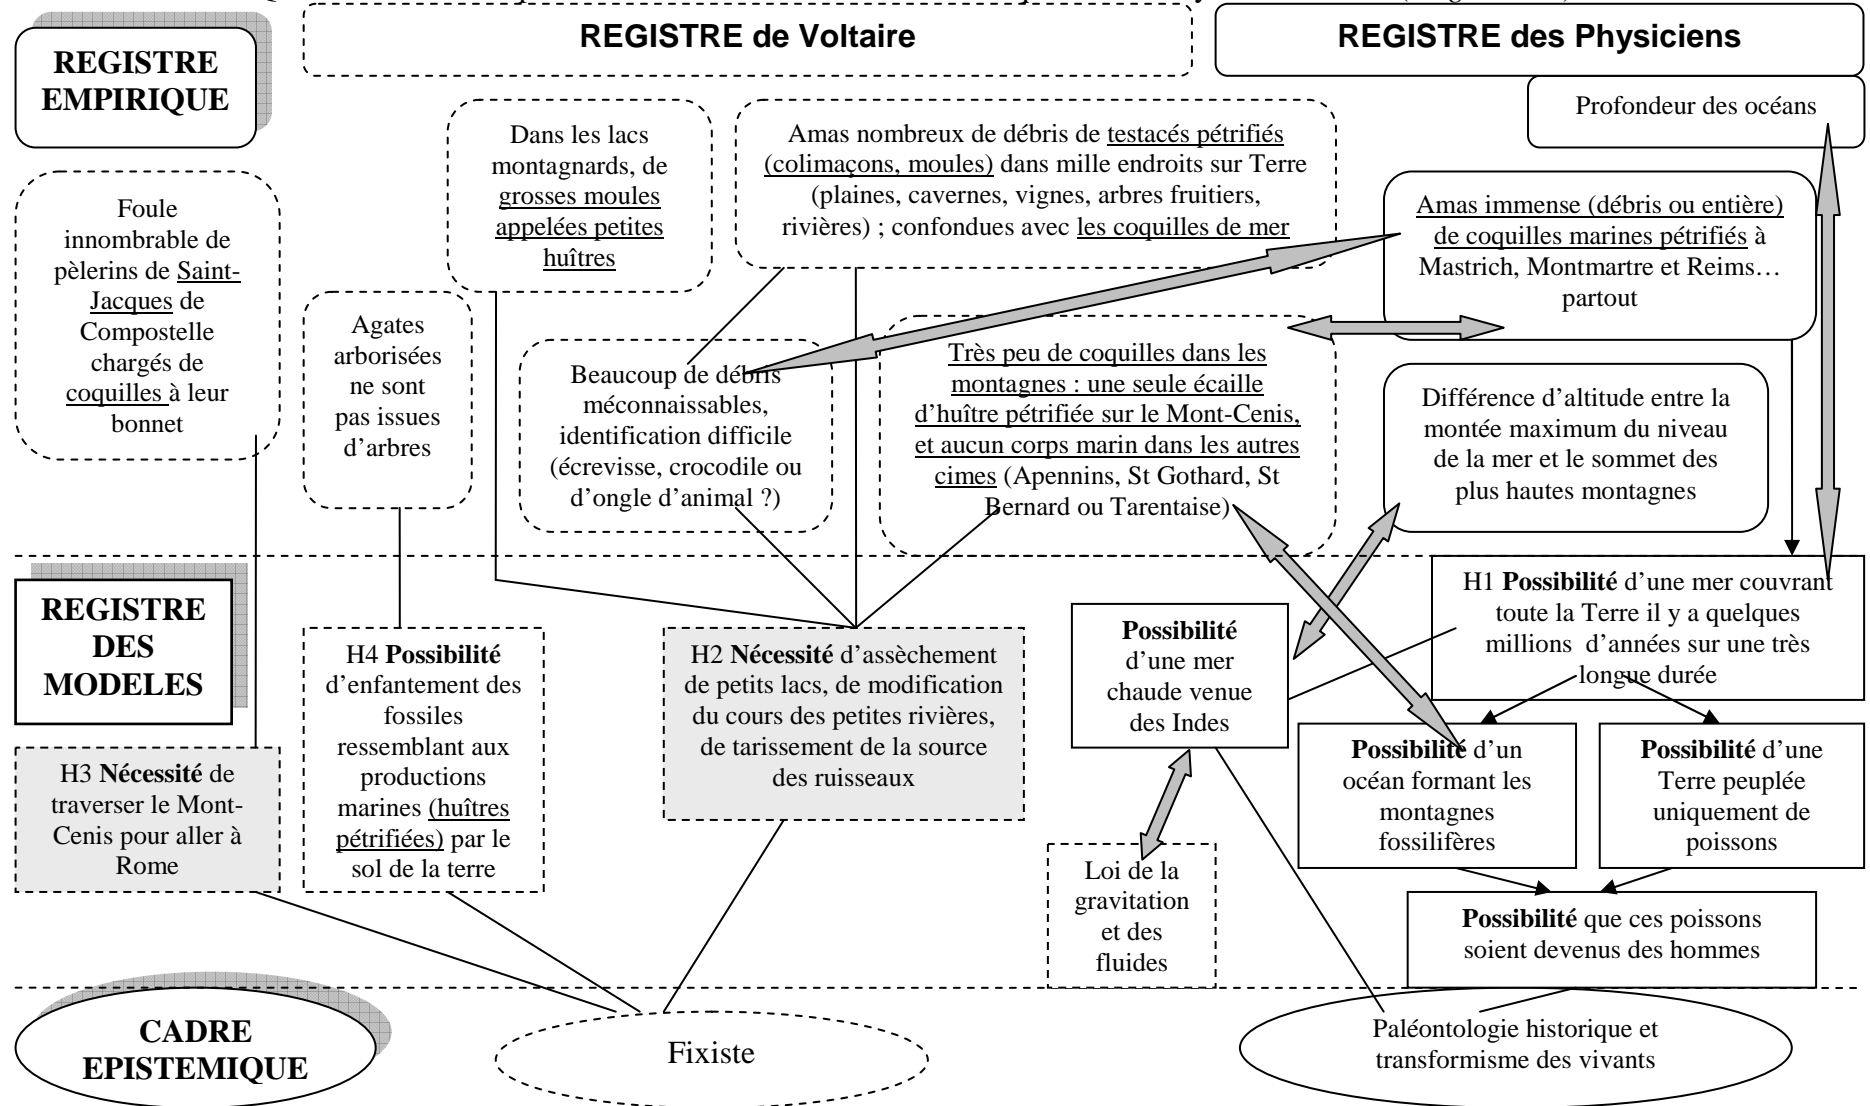 REGISTRE de Voltaire
REGISTRE des Physiciens
REGISTRE
EMPIRIQUE
Profondeur des océans
Dans les lacs
montagnards, de
grosses moules
appelées petites
huîtres
Amas nombreux de débris de testacés pétrifiés
(colimaçons, moules) dans mille endroits sur Terre
(plaines, cavernes, vignes, arbres fruitiers,
rivières) ; confondues avec les coquilles de mer
Foule
innombrable de
pèlerins de Saint-
Jacques de
Compostelle
chargés de
coquilles à leur
bonnet
Amas immense (débris ou entière)
de coquilles marines pétrifiés à
Mastrich, Montmartre et Reims…
partout
Agates
arborisées
ne sont
pas issues
d’arbres
Beaucoup de débris
méconnaissables,
identification difficile
(écrevisse, crocodile ou
d’ongle d’animal ?)
Très peu de coquilles dans les
montagnes : une seule écaille
d’huître pétrifiée sur le Mont-Cenis,
et aucun corps marin dans les autres
cimes (Apennins, St Gothard, St
Bernard ou Tarentaise)
Différence d’altitude entre la
montée maximum du niveau
de la mer et le sommet des
plus hautes montagnes
REGISTRE
DES
MODELES
H3 Nécessité de
traverser le Mont-
Cenis pour aller à
Rome
H4 Possibilité
d’enfantement des
fossiles
ressemblant aux
productions
marines (huîtres
pétrifiées) par le
sol de la terre
H2 Nécessité d’assèchement
de petits lacs, de modification
du cours des petites rivières,
de tarissement de la source
des ruisseaux
Possibilité
d’une mer
chaude venue
des Indes
H1 Possibilité d’une mer couvrant
toute la Terre il y a quelques
millions d’années sur une très
longue durée
Possibilité d’un
océan formant les
montagnes
fossilifères
Possibilité d’une
Terre peuplée
uniquement de
poissons
Loi de la
gravitation
et des
fluides
Possibilité que ces poissons
soient devenus des hommes
CADRE
EPISTEMIQUE
Fixiste
Paléontologie historique et
transformisme des vivants